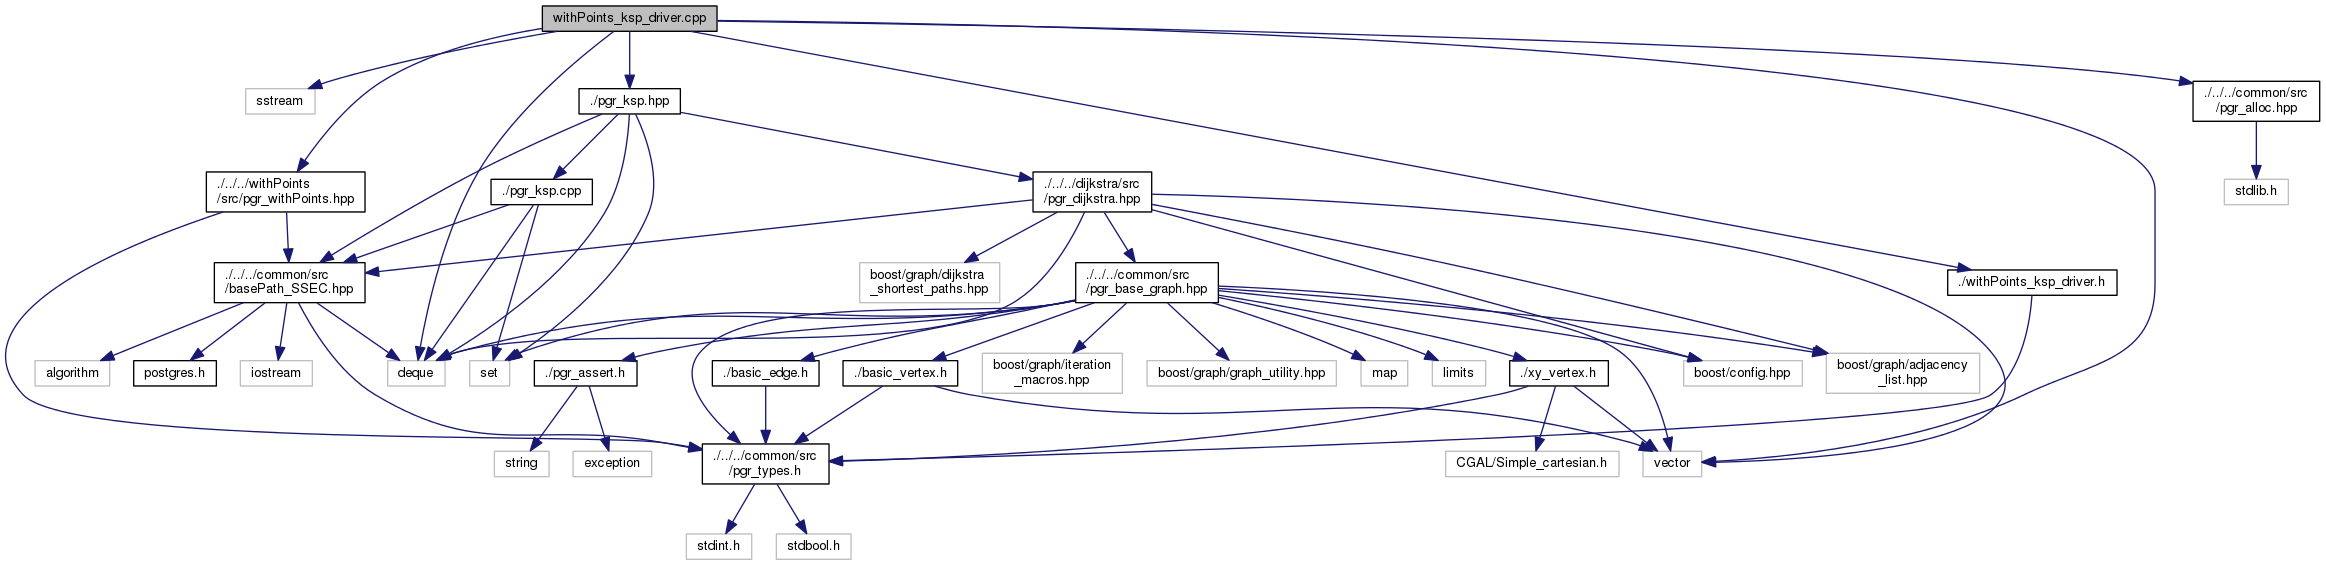 withPoints_ksp_driver.cpp
sstream
./pgr_ksp.hpp
./../../common/src
/pgr_alloc.hpp
./../../withPoints
/src/pgr_withPoints.hpp
./pgr_ksp.cpp
./../../dijkstra/src
/pgr_dijkstra.hpp
stdlib.h
./../../common/src
/basePath_SSEC.hpp
boost/graph/dijkstra
_shortest_paths.hpp
./../../common/src
/pgr_base_graph.hpp
./withPoints_ksp_driver.h
algorithm
postgres.h
iostream
deque
set
./pgr_assert.h
./basic_edge.h
./basic_vertex.h
boost/graph/iteration
_macros.hpp
boost/graph/graph_utility.hpp
map
limits
./xy_vertex.h
boost/config.hpp
boost/graph/adjacency
_list.hpp
string
exception
./../../common/src
/pgr_types.h
CGAL/Simple_cartesian.h
vector
stdint.h
stdbool.h